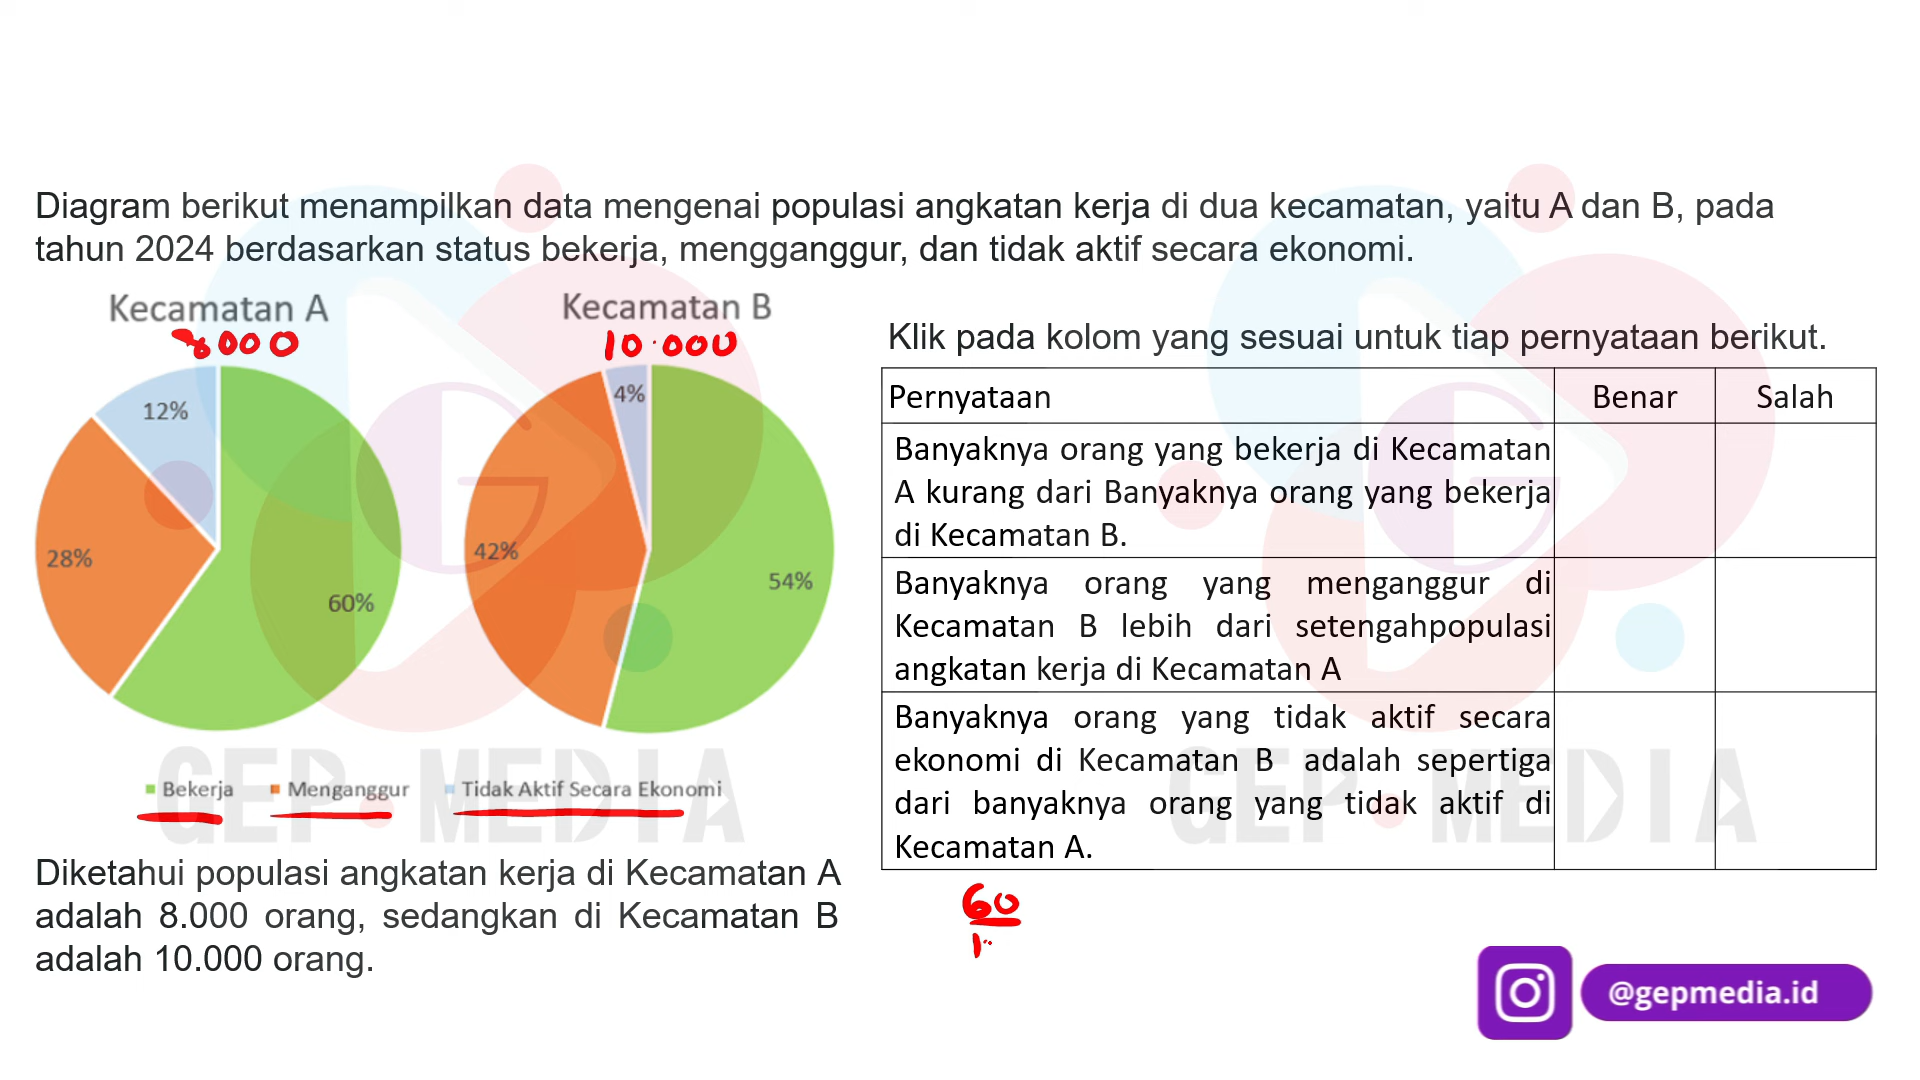 Diagram berikut menampilkan data mengenai populasi angkatan kerja di dua kecamatan, yaitu A dan B, pada
tahun 2024 berdasarkan status bekerja, mengganggur, dan tidak aktif secara ekonomi.
Kecamatan A
8000
12%
28%
60%
Kecamatan B
10.000
4%
42%
54%
Bekerja
Menganggur
Tidak Aktif Secara Ekonomi
Diketahui populasi angkatan kerja di Kecamatan A
adalah 8.000 orang, sedangkan di Kecamatan B
adalah 10.000 orang.
Klik pada kolom yang sesuai untuk tiap pernyataan berikut.
Pernyataan Benar Salah
Banyaknya orang yang bekerja di Kecamatan
A kurang dari Banyaknya orang yang bekerja
di Kecamatan B.
Banyaknya orang yang menganggur di
Kecamatan B lebih dari setengahpopulasi
angkatan kerja di Kecamatan A
Banyaknya orang yang tidak aktif secara
ekonomi di Kecamatan B adalah sepertiga
dari banyaknya orang yang tidak aktif di
Kecamatan A.
60
1
GEP MEDIA
GEP MEDIA
@gepmedia.id